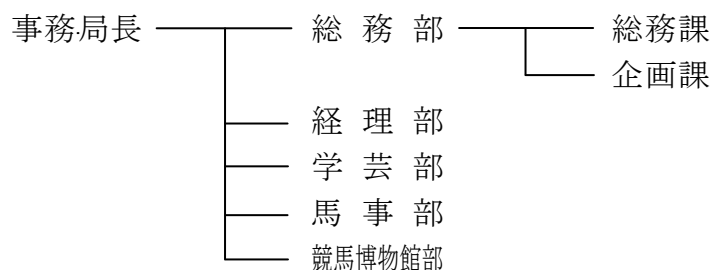 事務局長 総務部 総務課
企画課
経理部
学芸部
馬事部
競馬博物館部